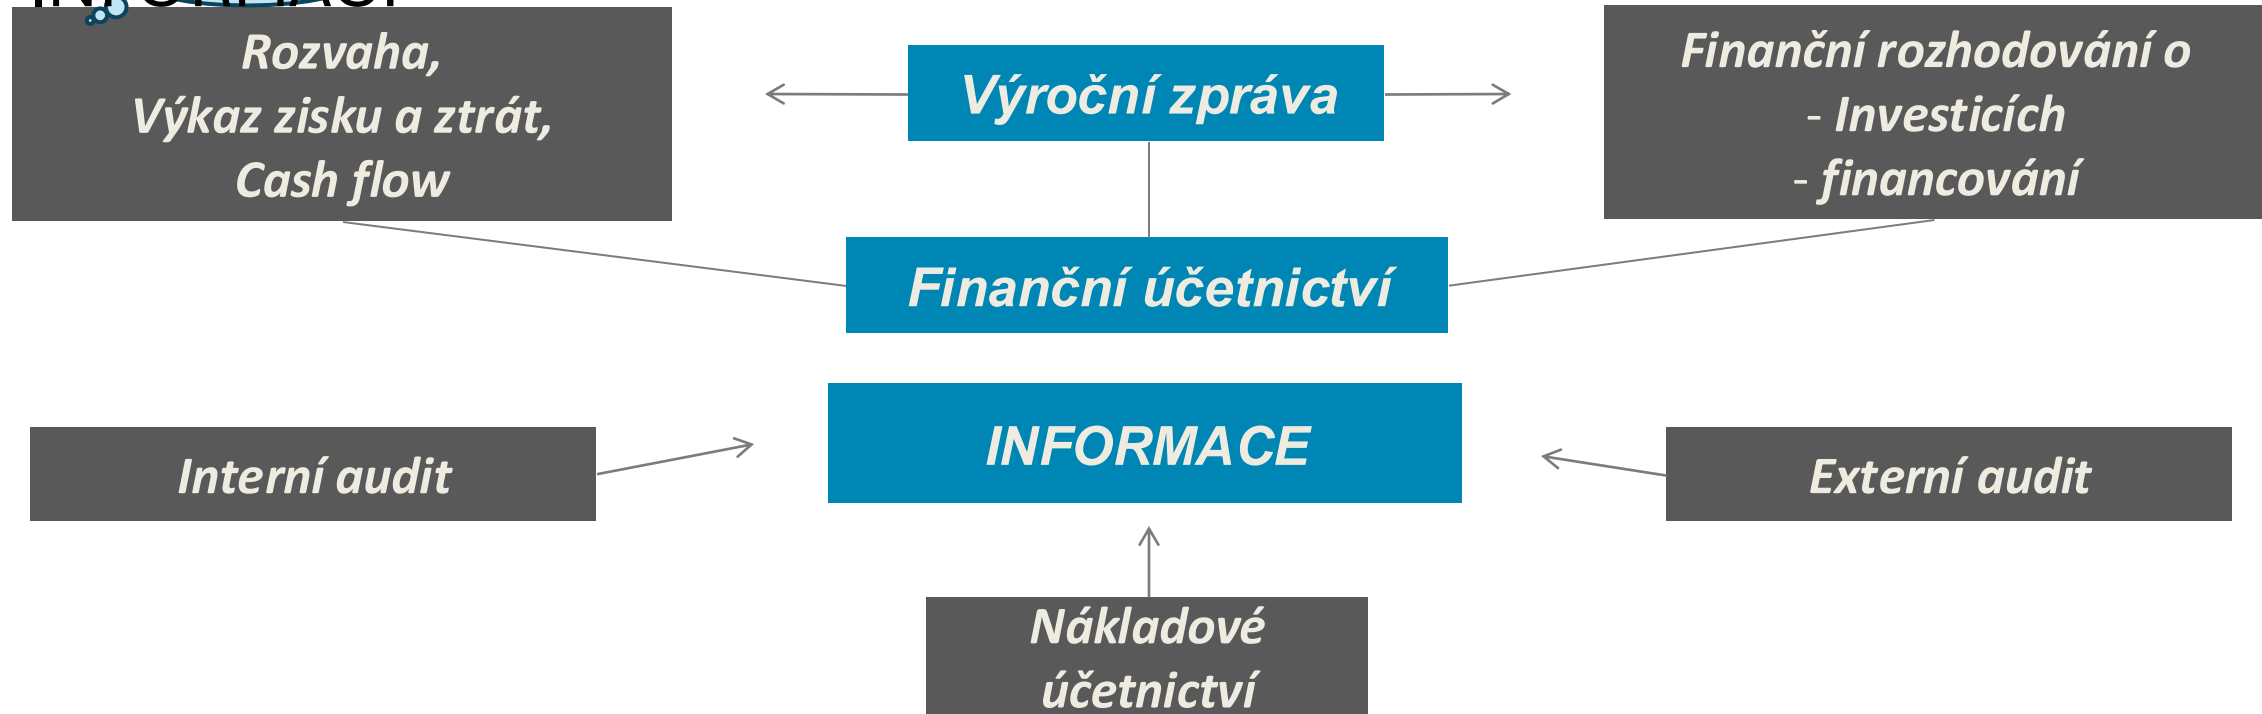 Rozvaha,
Výkaz zisku a ztrát,
Cash flow
Výroční zpráva
Finanční rozhodování o
- Investicích
- financování
Finanční účetnictví
INFORMACE
Interní audit
Externí audit
Nákladové
účetnictví